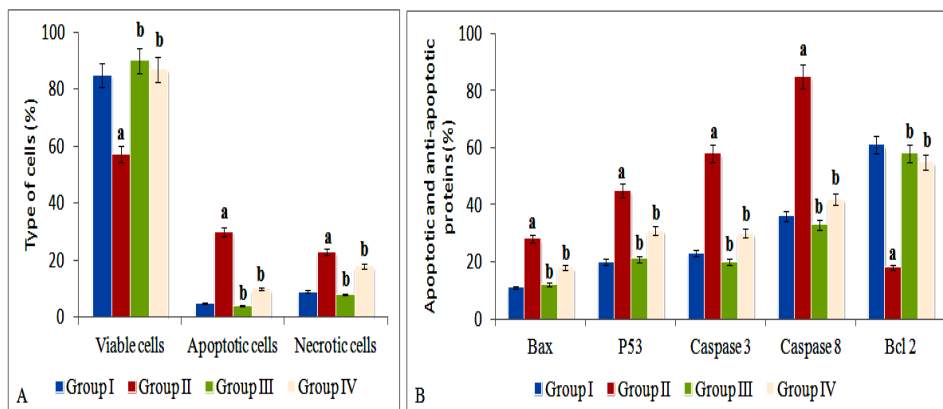 100
80
60
40
20
0
Type of cells (%)
a
b
b
a
b
b
a
b
b
Viable cells
Apoptotic cells
Necrotic cells
Group I
Group II
Group III
Group IV
A
100
80
60
40
20
0
Apoptotic and anti-apoptotic
proteins(%)
a
b
b
a
b
b
a
b
b
a
b
b
a
b
b
Bax
P53
Caspase 3
Caspase 8
Bcl 2
Group I
Group II
Group III
Group IV
B